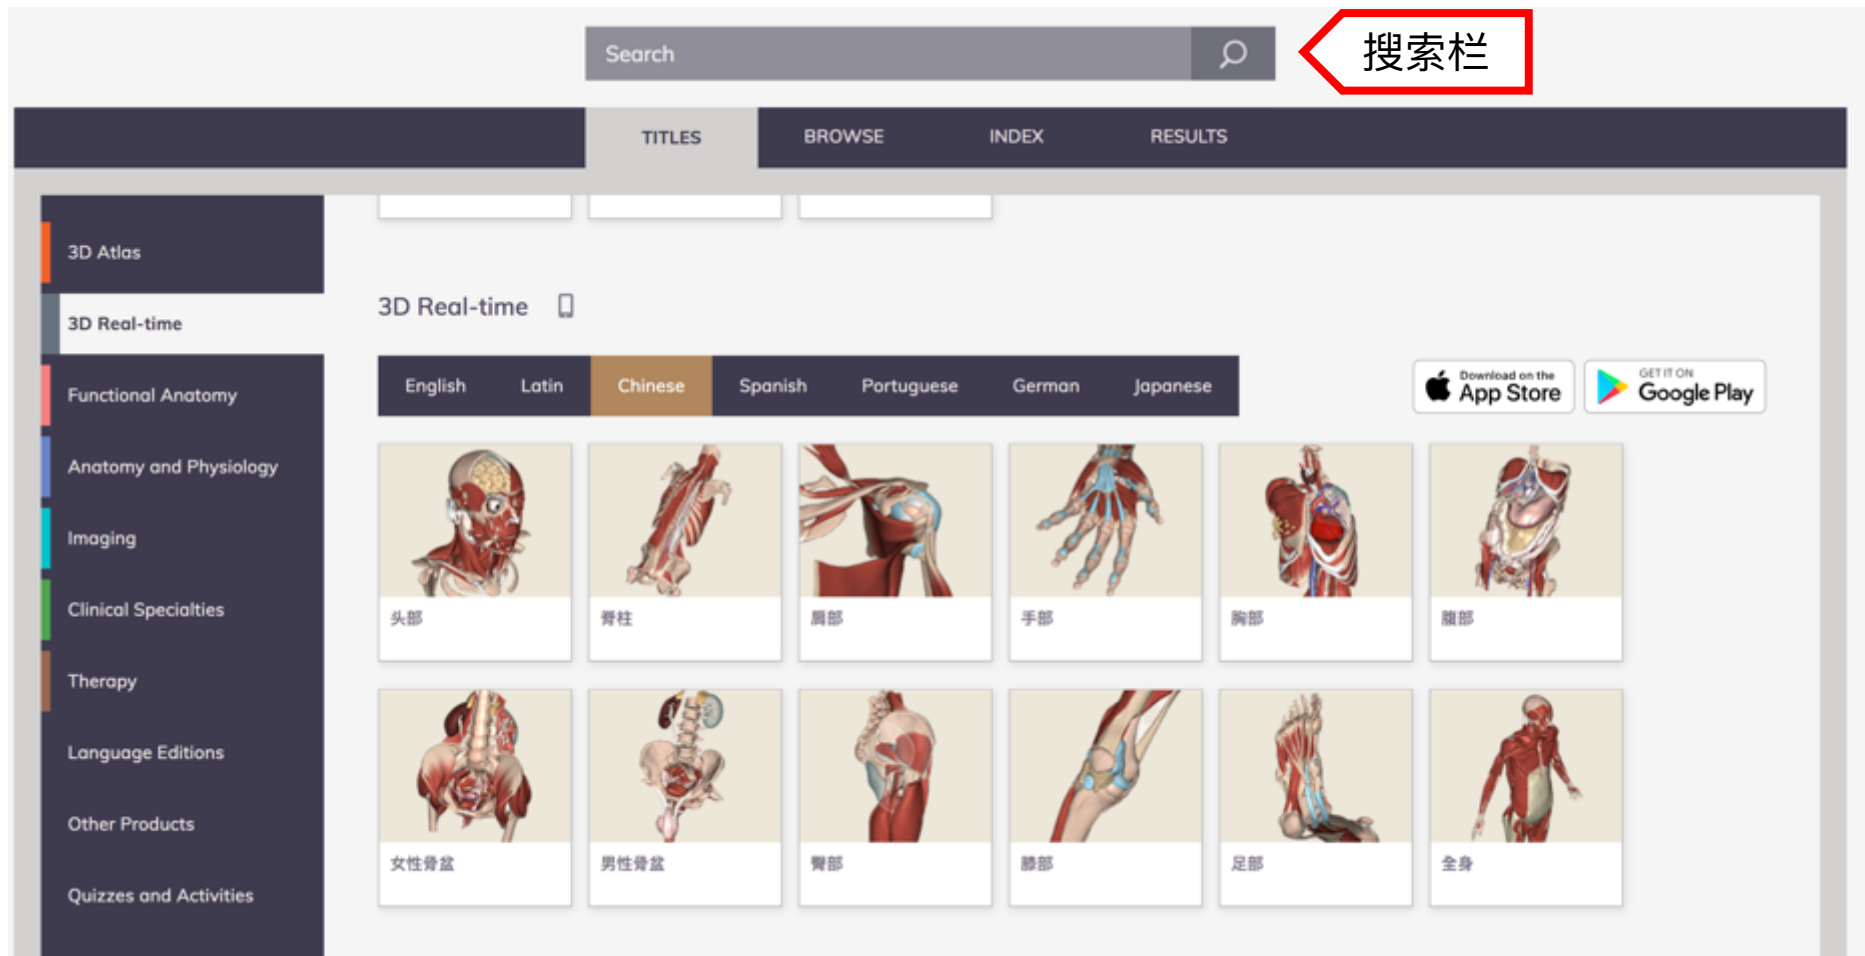 Search
搜索栏
TITLES
BROWSE
INDEX
RESULTS
3D Atlas
3D Real-time
Functional Anatomy
Anatomy and Physiology
Imaging
Clinical Specialties
Therapy
Language Editions
Other Products
Quizzes and Activities
3D Real-time
English
Latin
Chinese
Spanish
Portuguese
German
Japanese
Download on the
App Store
GET IT ON
Google Play
头部
脊柱
肩部
手部
胸部
腹部
女性骨盆
男性骨盆
臀部
膝部
足部
全身